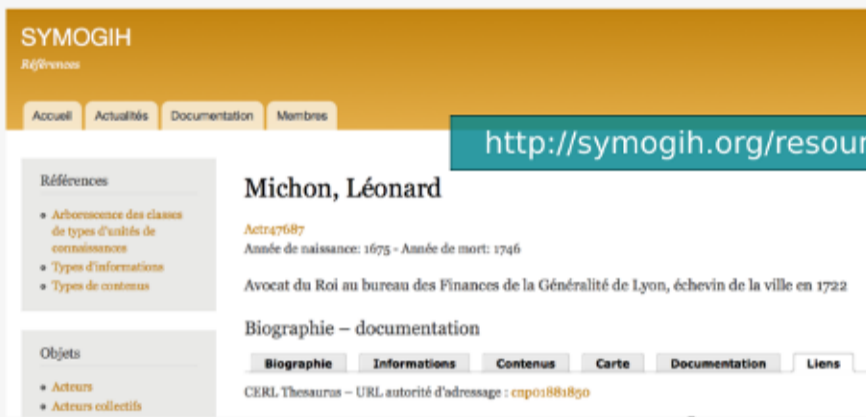 SYMOGIH
Références
Accueil Actualités Documentation Membres
http://symogih.org/resour
Références
Arborescence des classes
de types d'unités de
connaissances
Types d'informations
Types de contenus
Objets
Acteurs
Acteurs collectifs
Michon, Léonard
Actr47687
Année de naissance: 1675 - Année de mort: 1746
Avocat du Roi au bureau des Finances de la Généralité de Lyon, échevin de la ville en 1722
Biographie – documentation
Biographie Informations Contenus Carte Documentation Liens
CERL Thesaurus – URL autorité d'adressage : cnp01881850